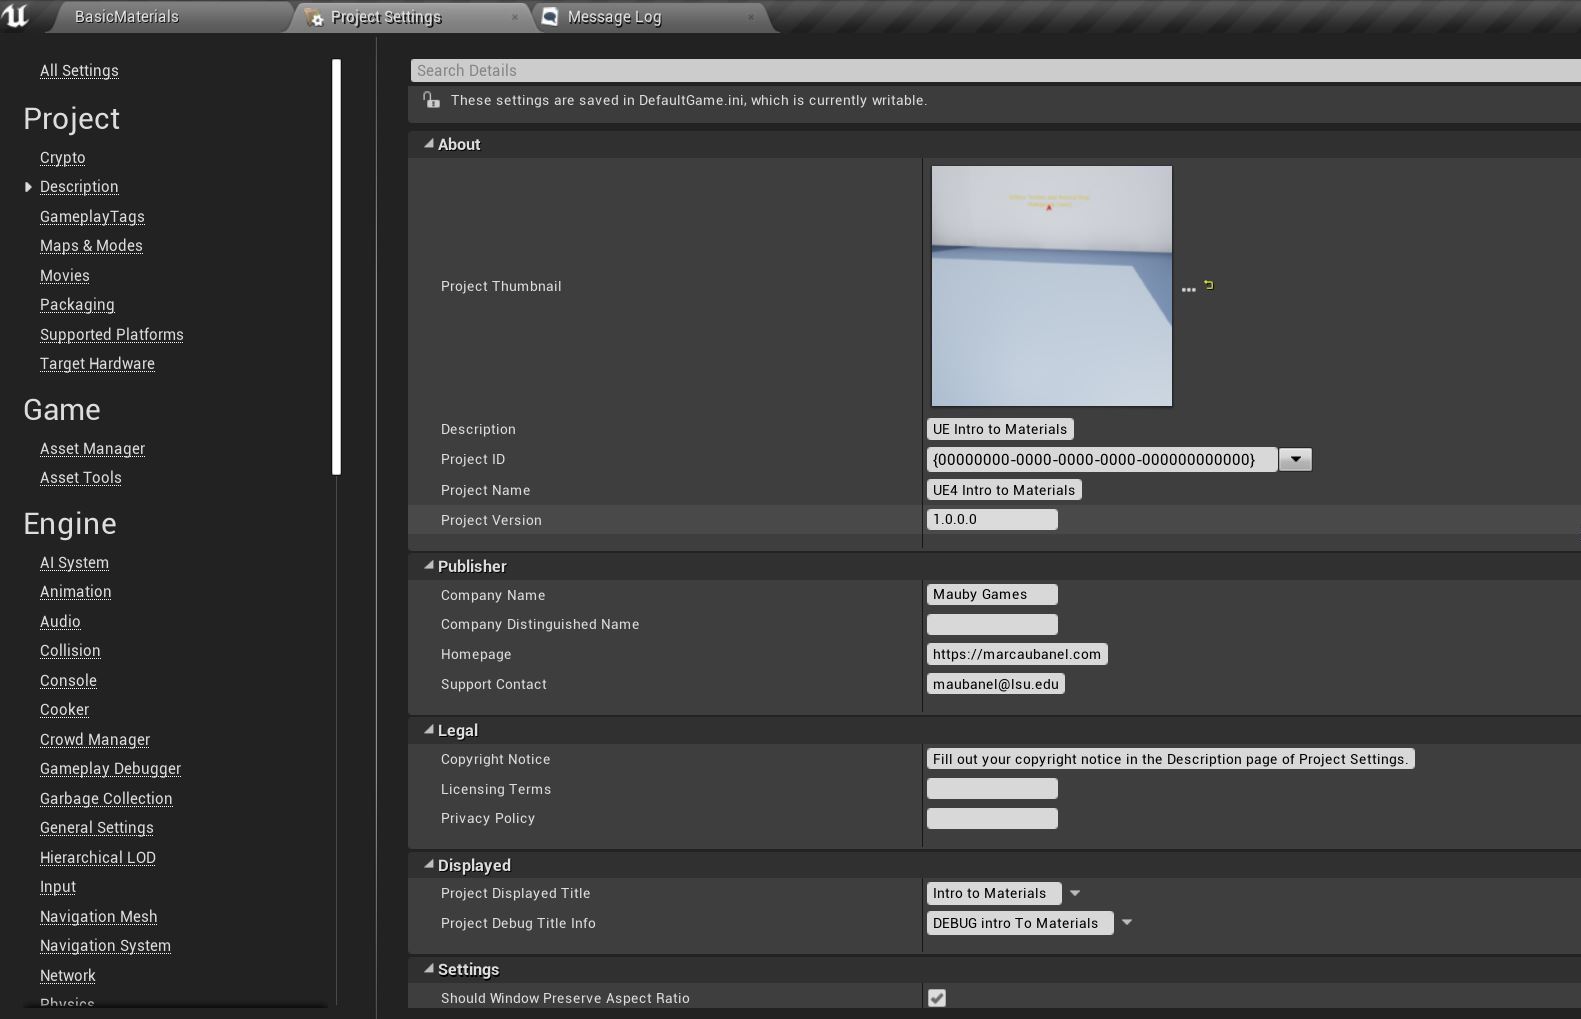 BasicMaterials
Project Settings
Message Log
All Settings
Project
Crypto
Description
GameplayTags
Maps & Modes
Movies
Packaging
Supported Platforms
Target Hardware
Game
Asset Manager
Asset Tools
Engine
AI System
Animation
Audio
Collision
Console
Cooker
Crowd Manager
Gameplay Debugger
Garbage Collection
General Settings
Hierarchical LOD
Input
Navigation Mesh
Navigation System
Network
Physics
Search Details
These settings are saved in DefaultGame.ini, which is currently writable.
About
Project Thumbnail
...
Description UE Intro to Materials
Project ID {00000000-0000-0000-0000-000000000000}
Project Name UE4 Intro to Materials
Project Version 1.0.0.0
Publisher
Company Name Mauby Games
Company Distinguished Name
Homepage https://marcaubanel.com
Support Contact maubanel@lsu.edu
Legal
Copyright Notice Fill out your copyright notice in the Description page of Project Settings.
Licensing Terms
Privacy Policy
Displayed
Project Displayed Title Intro to Materials
Project Debug Title Info DEBUG intro To Materials
Settings
Should Window Preserve Aspect Ratio